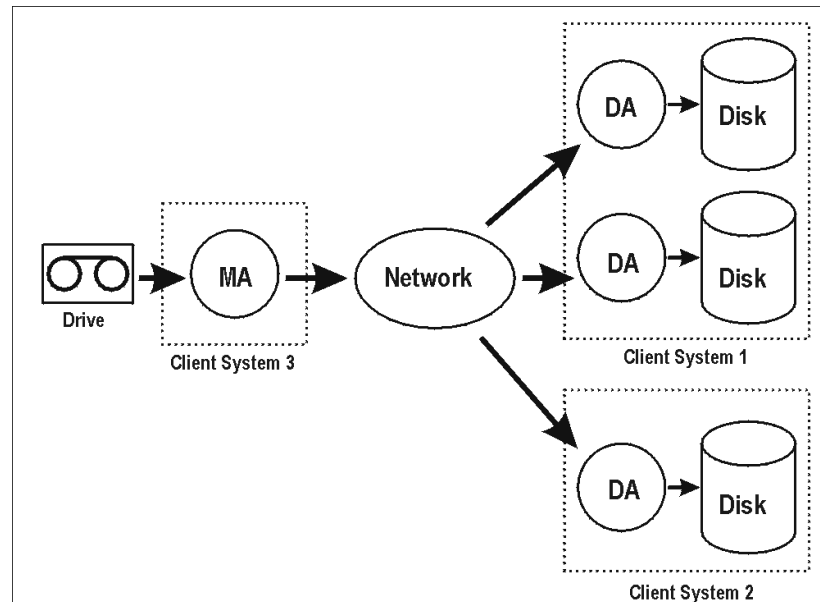 DA
Disk
DA
Disk
Client System 1
Drive
MA
Client System 3
Network
DA
Disk
Client System 2